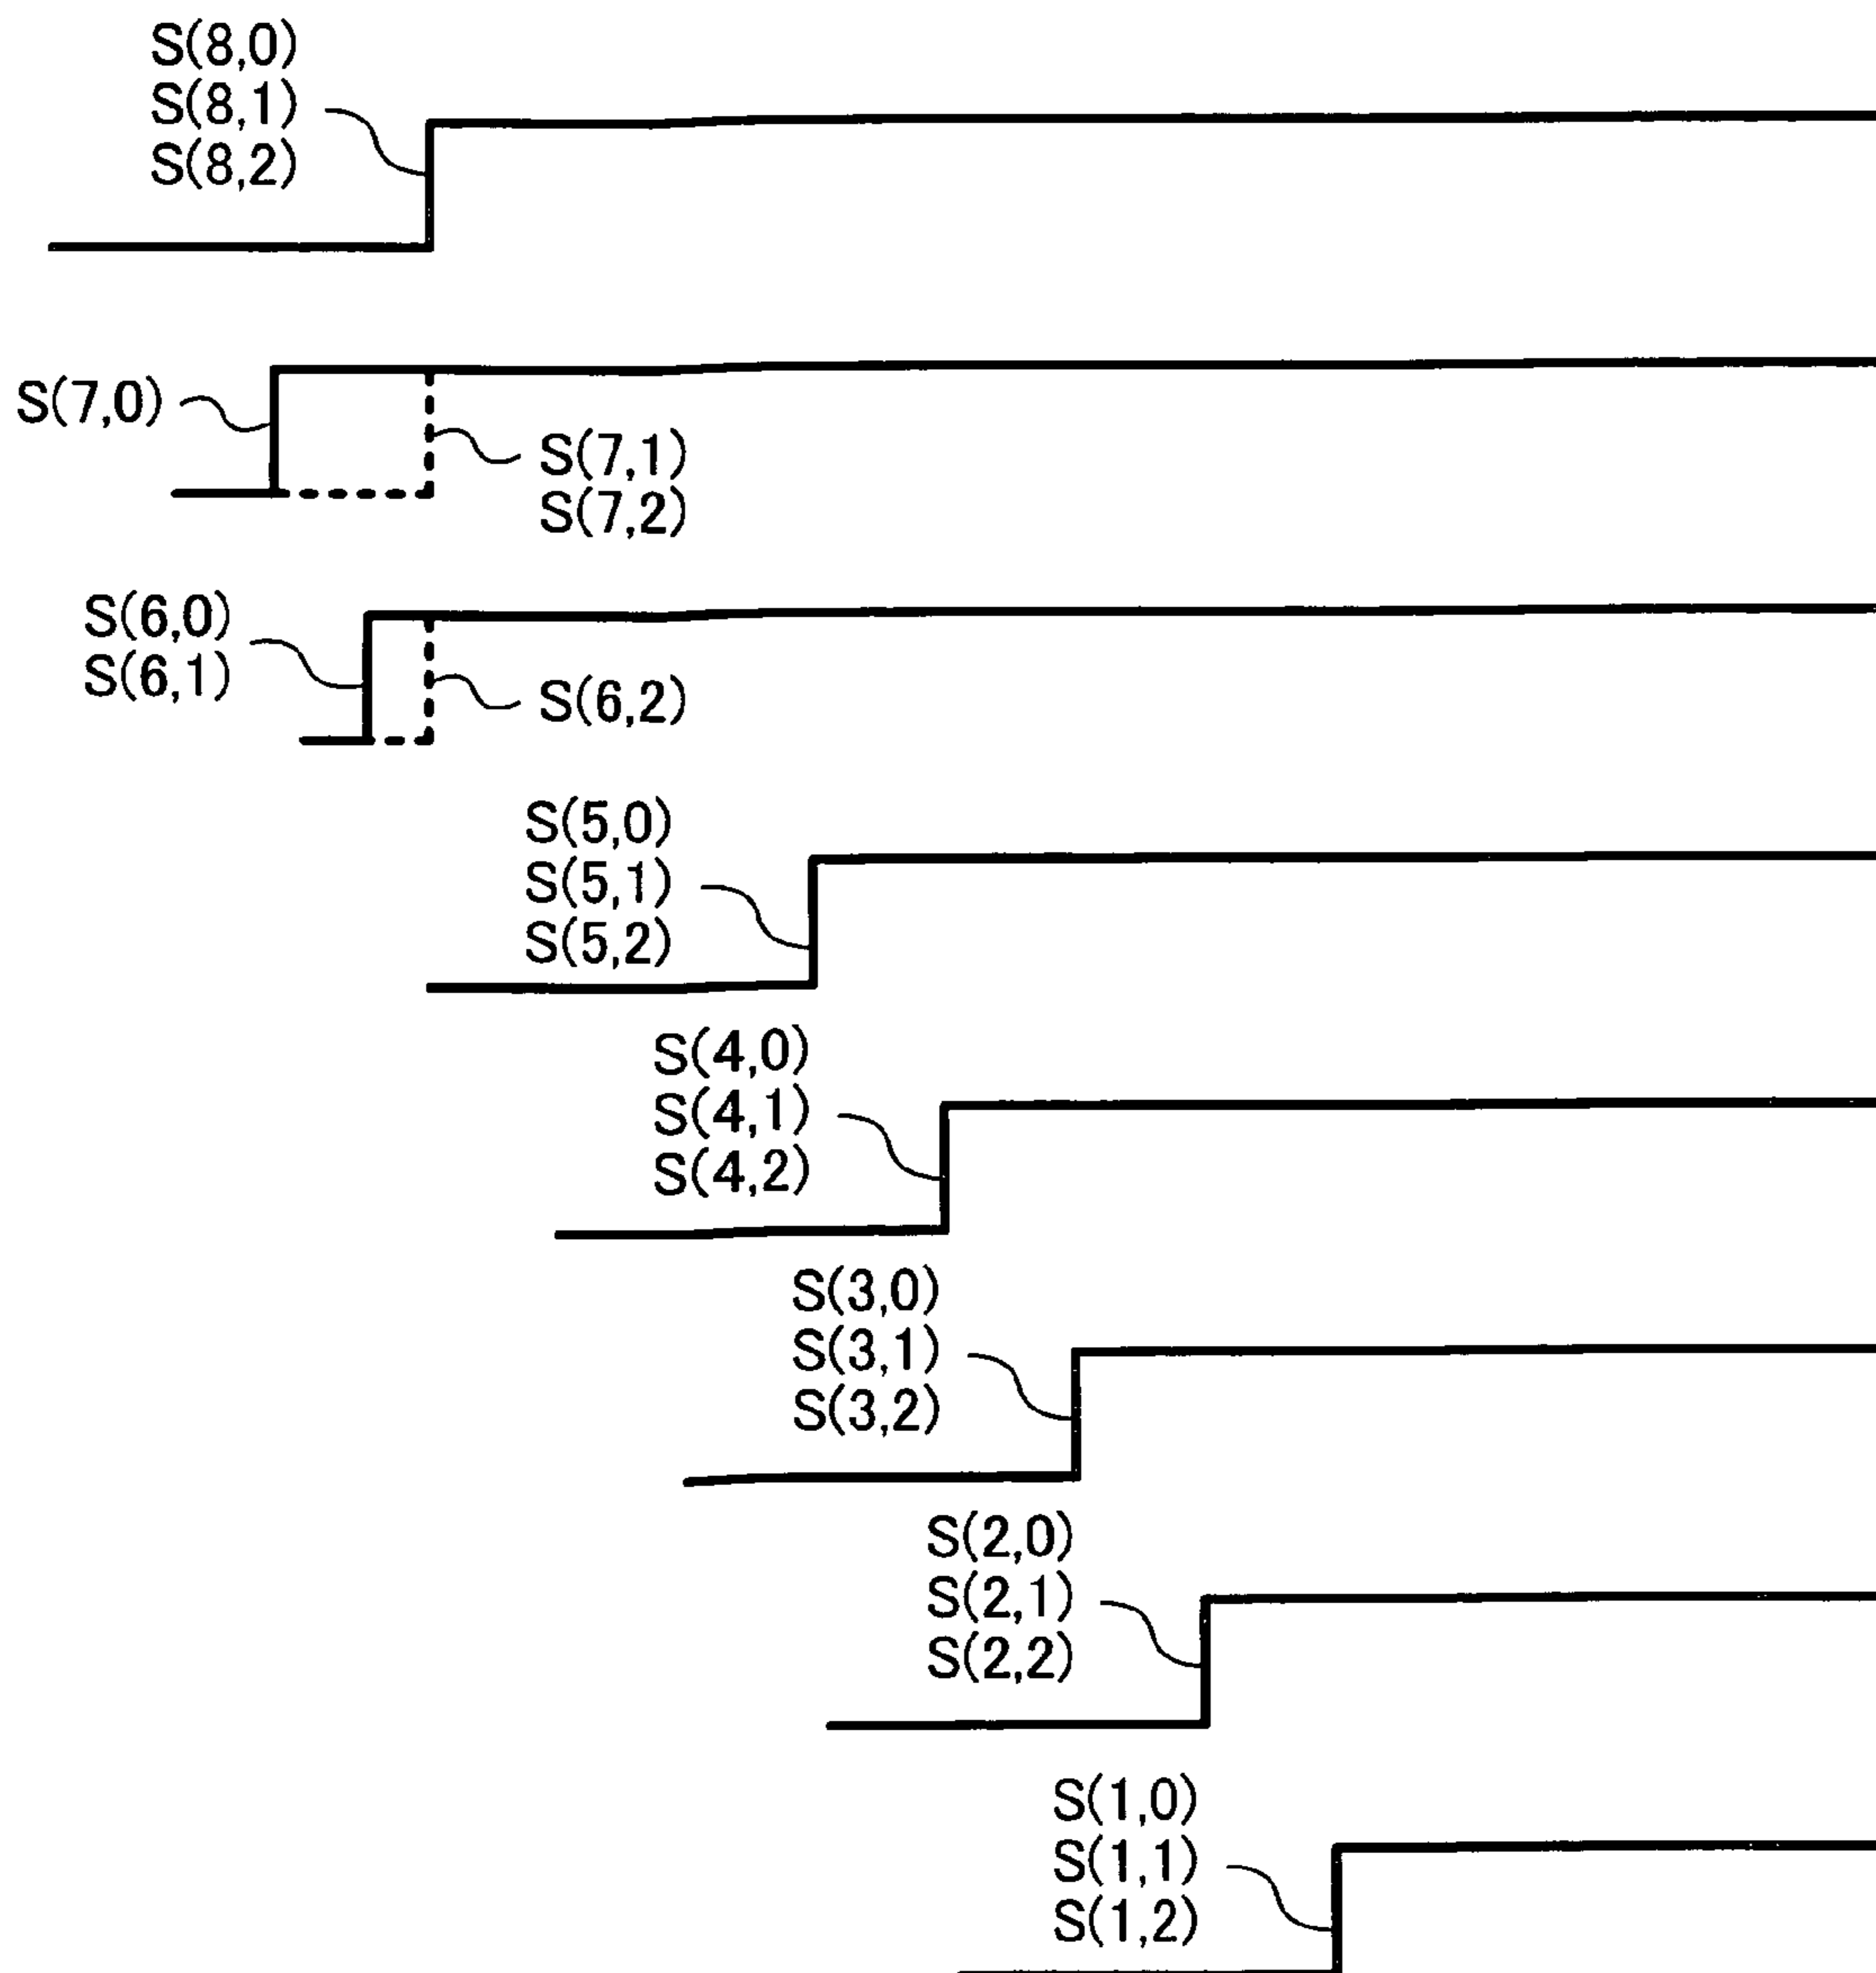 S(8,0)
S(8,1)
S(8,2)
S(7,0)
S(7,1)
S(7,2)
S(6,0)
S(6,1)
S(6,2)
S(5,0)
S(5,1)
S(5,2)
S(4,0)
S(4,1)
S(4,2)
S(3,0)
S(3,1)
S(3,2)
S(2,0)
S(2,1)
S(2,2)
S(1,0)
S(1,1)
S(1,2)